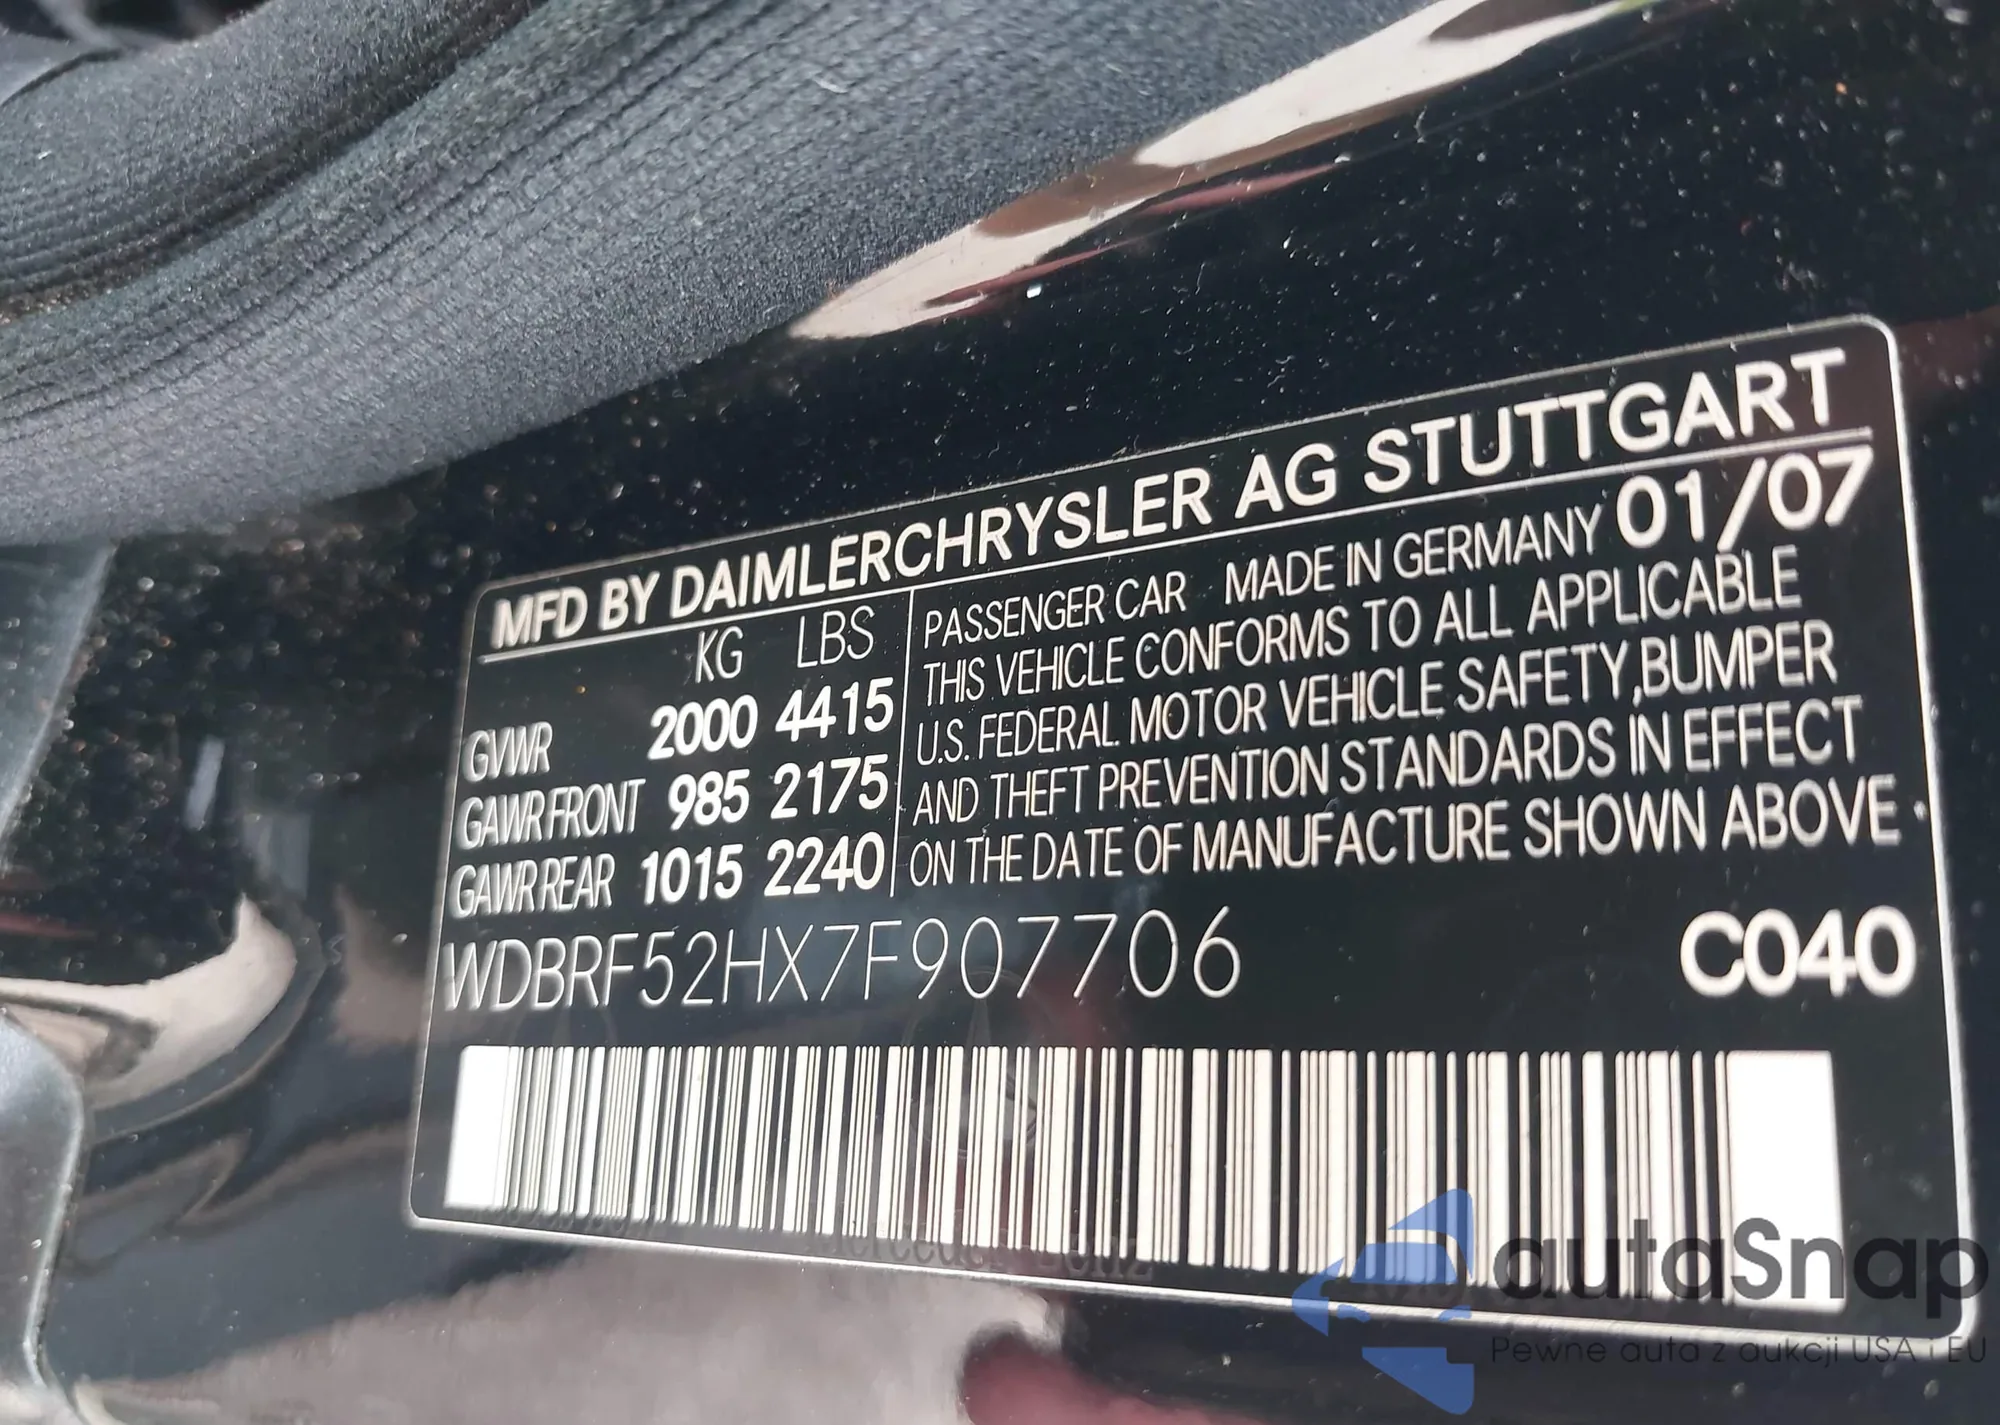 MFD BY DAIMLERCHRYSLER AG STUTTGART
KG LBS
GVWR 2000 4415
GAWR FRONT 985 2175
GAWR REAR 1015 2240
PASSENGER CAR MADE IN GERMANY 01/07
THIS VEHICLE CONFORMS TO ALL APPLICABLE
U.S. FEDERAL MOTOR VEHICLE SAFETY, BUMPER
AND THEFT PREVENTION STANDARDS IN EFFECT
ON THE DATE OF MANUFACTURE SHOWN ABOVE.
WDBRF52HX7F907706 C040
autaSnap
Pewne auta z aukcji USA i EU